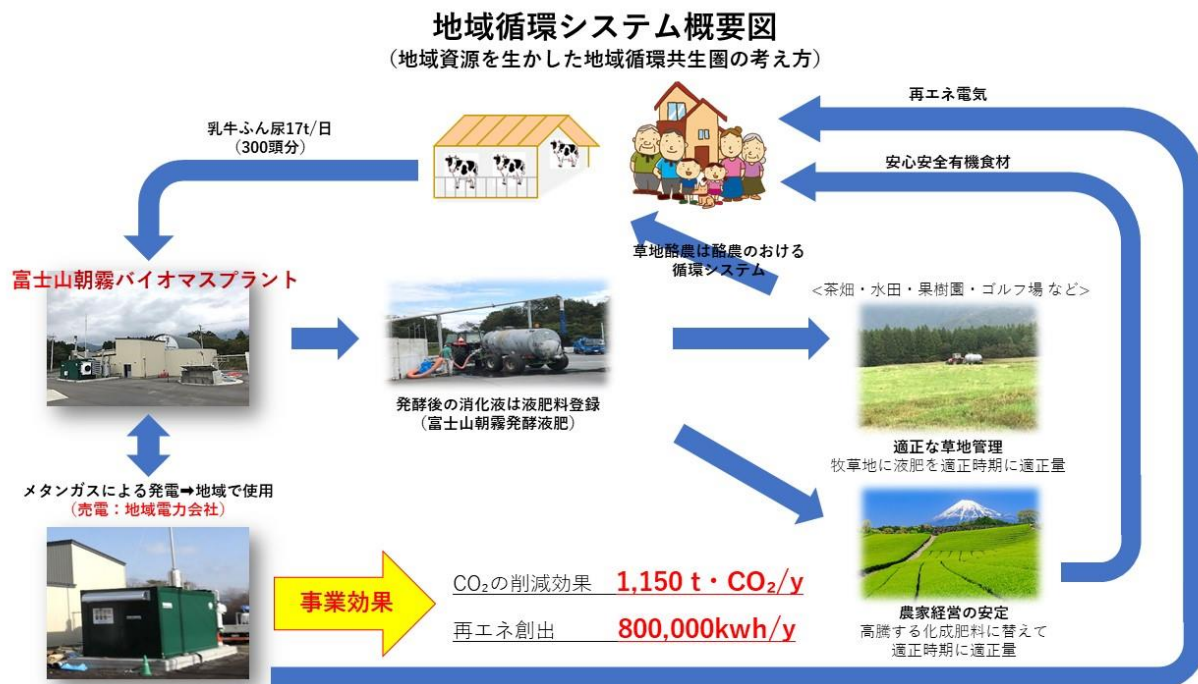 地域循環システム概要図
（地域資源を生かした地域循環共生圏の考え方）
再エネ電気
乳牛ふん尿17t/日
（300頭分）
安心安全有機食材
草地酪農は酪農のおける
循環システム
富士山朝霧バイオマスプラント
<茶畑・水田・果樹園・ゴルフ場 など>
発酵後の消化液は液肥料登録
（富士山朝霧発酵液肥）
適正な草地管理
牧草地に液肥を適正時期に適正量
メタンガスによる発電➡地域で使用
（売電：地域電力会社）
事業効果
CO₂の削減効果 1,150 t・CO₂/y
再エネ創出 800,000kwh/y
農家経営の安定
高騰する化成肥料に替えて
適正時期に適正量